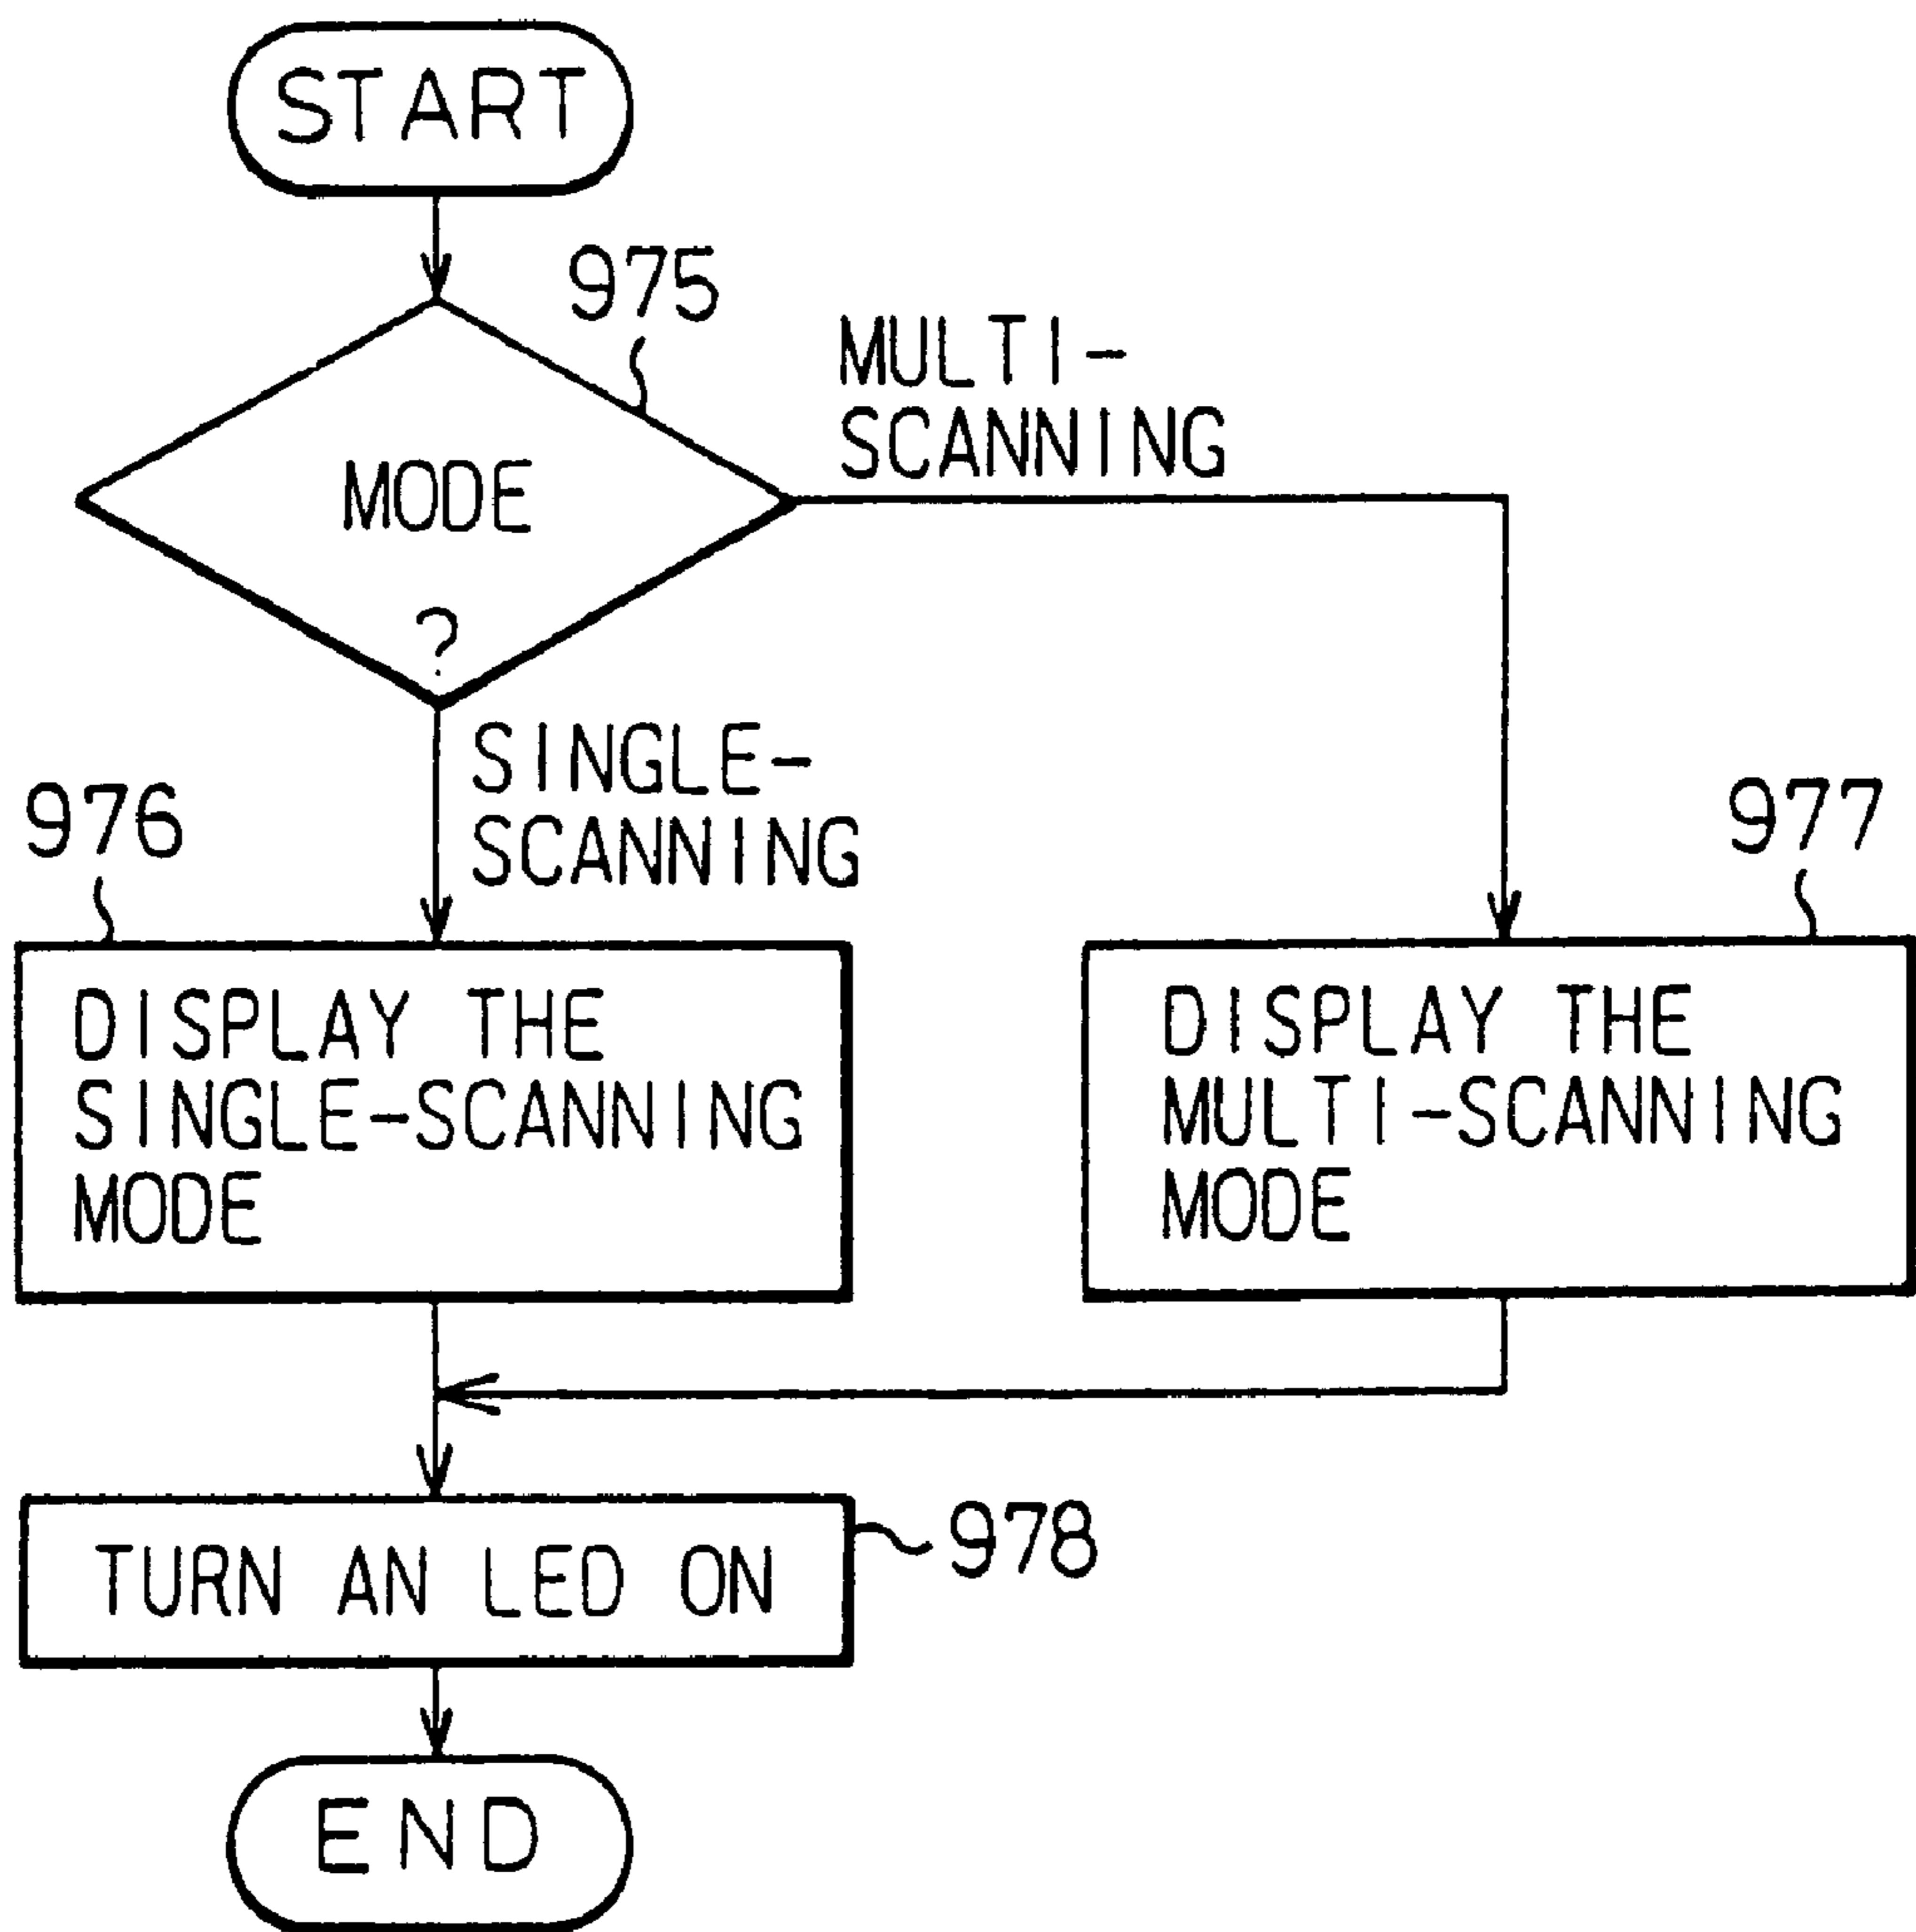 START
975
MULTI-
SCANNING
MODE
?
SINGLE-
SCANNING
976
977
DISPLAY THE
SINGLE-SCANNING
MODE
DISPLAY THE
MULTI-SCANNING
MODE
TURN AN LED ON
978
END